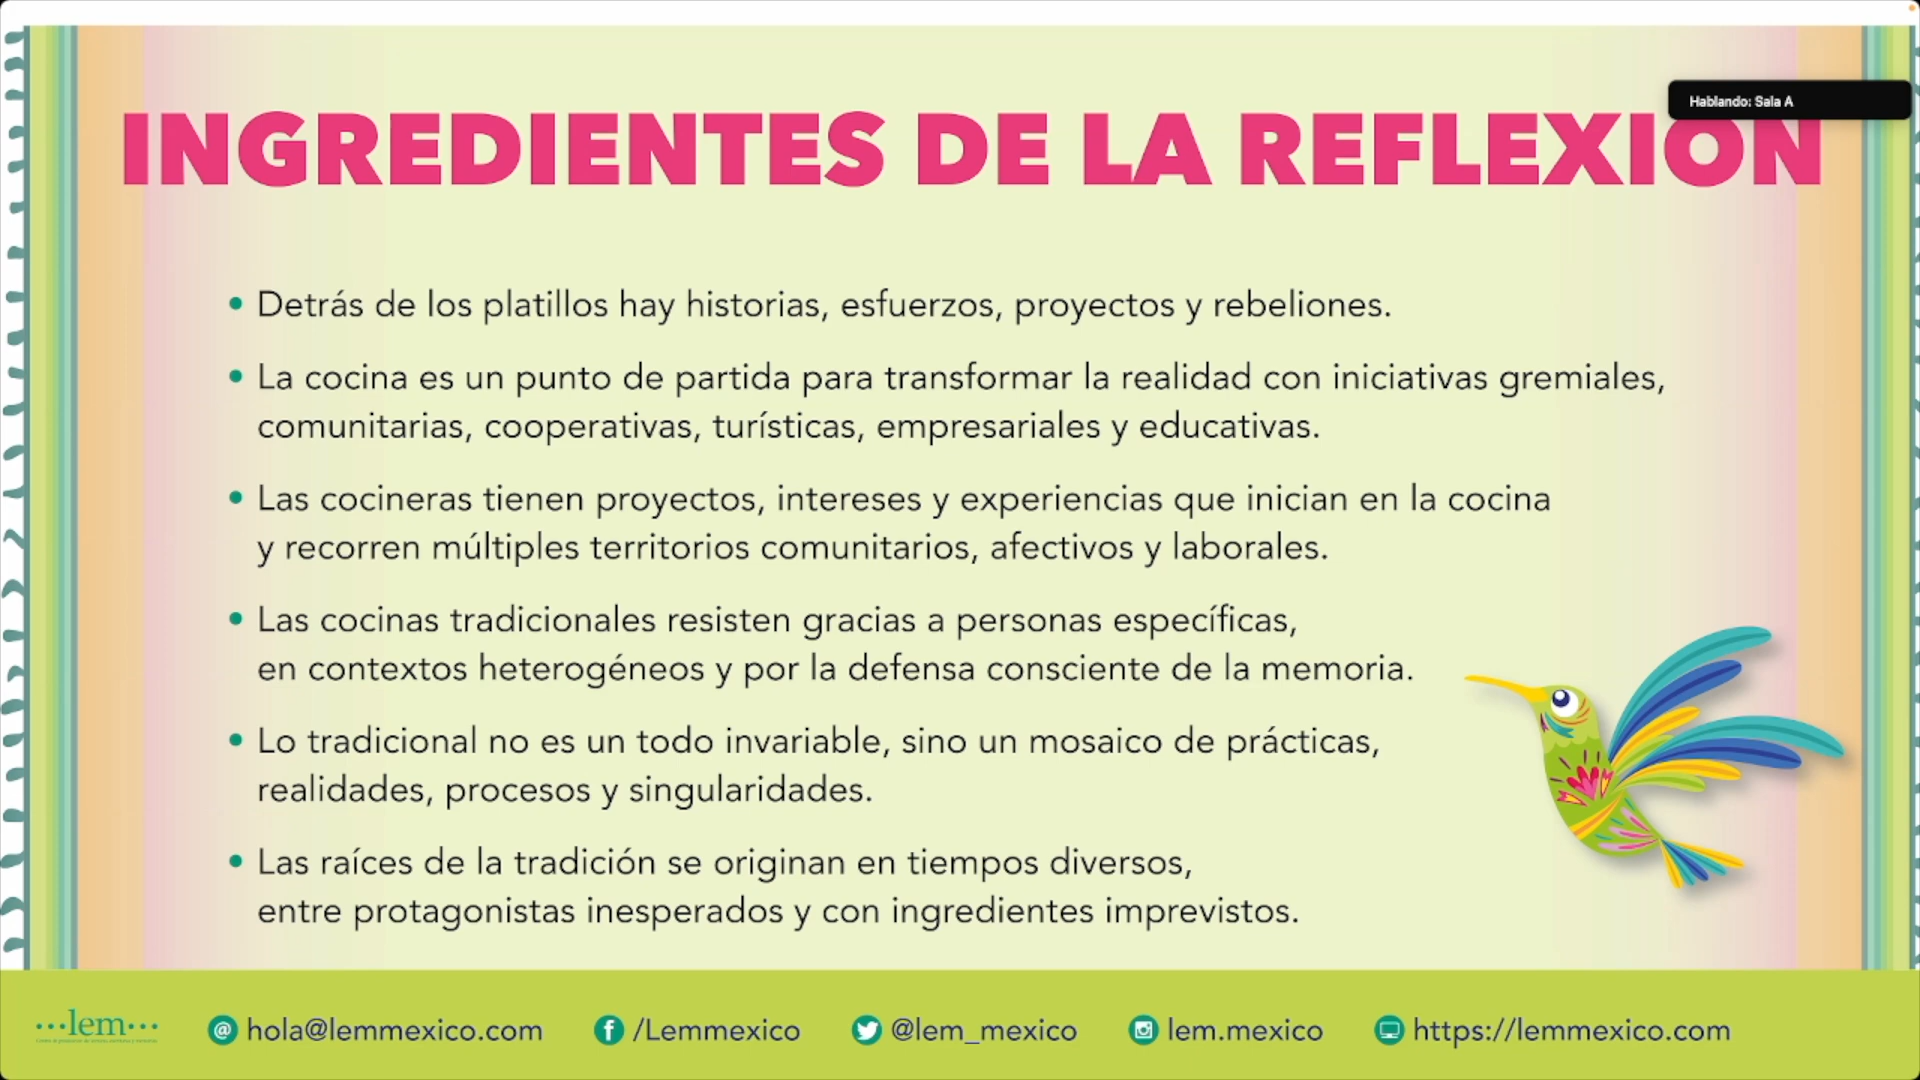 Hablando: Sala A
INGREDIENTES DE LA REFLEXIÓN
• Detrás de los platillos hay historias, esfuerzos, proyectos y rebeliones.
• La cocina es un punto de partida para transformar la realidad con iniciativas gremiales,
comunitarias, cooperativas, turísticas, empresariales y educativas.
• Las cocineras tienen proyectos, intereses y experiencias que inician en la cocina
y recorren múltiples territorios comunitarios, afectivos y laborales.
• Las cocinas tradicionales resisten gracias a personas específicas,
en contextos heterogéneos y por la defensa consciente de la memoria.
• Lo tradicional no es un todo invariable, sino un mosaico de prácticas,
realidades, procesos y singularidades.
• Las raíces de la tradición se originan en tiempos diversos,
entre protagonistas inesperados y con ingredientes imprevistos.
...lem... hola@lemmexico.com /Lemmexico @lem_mexico lem.mexico https://lemmexico.com